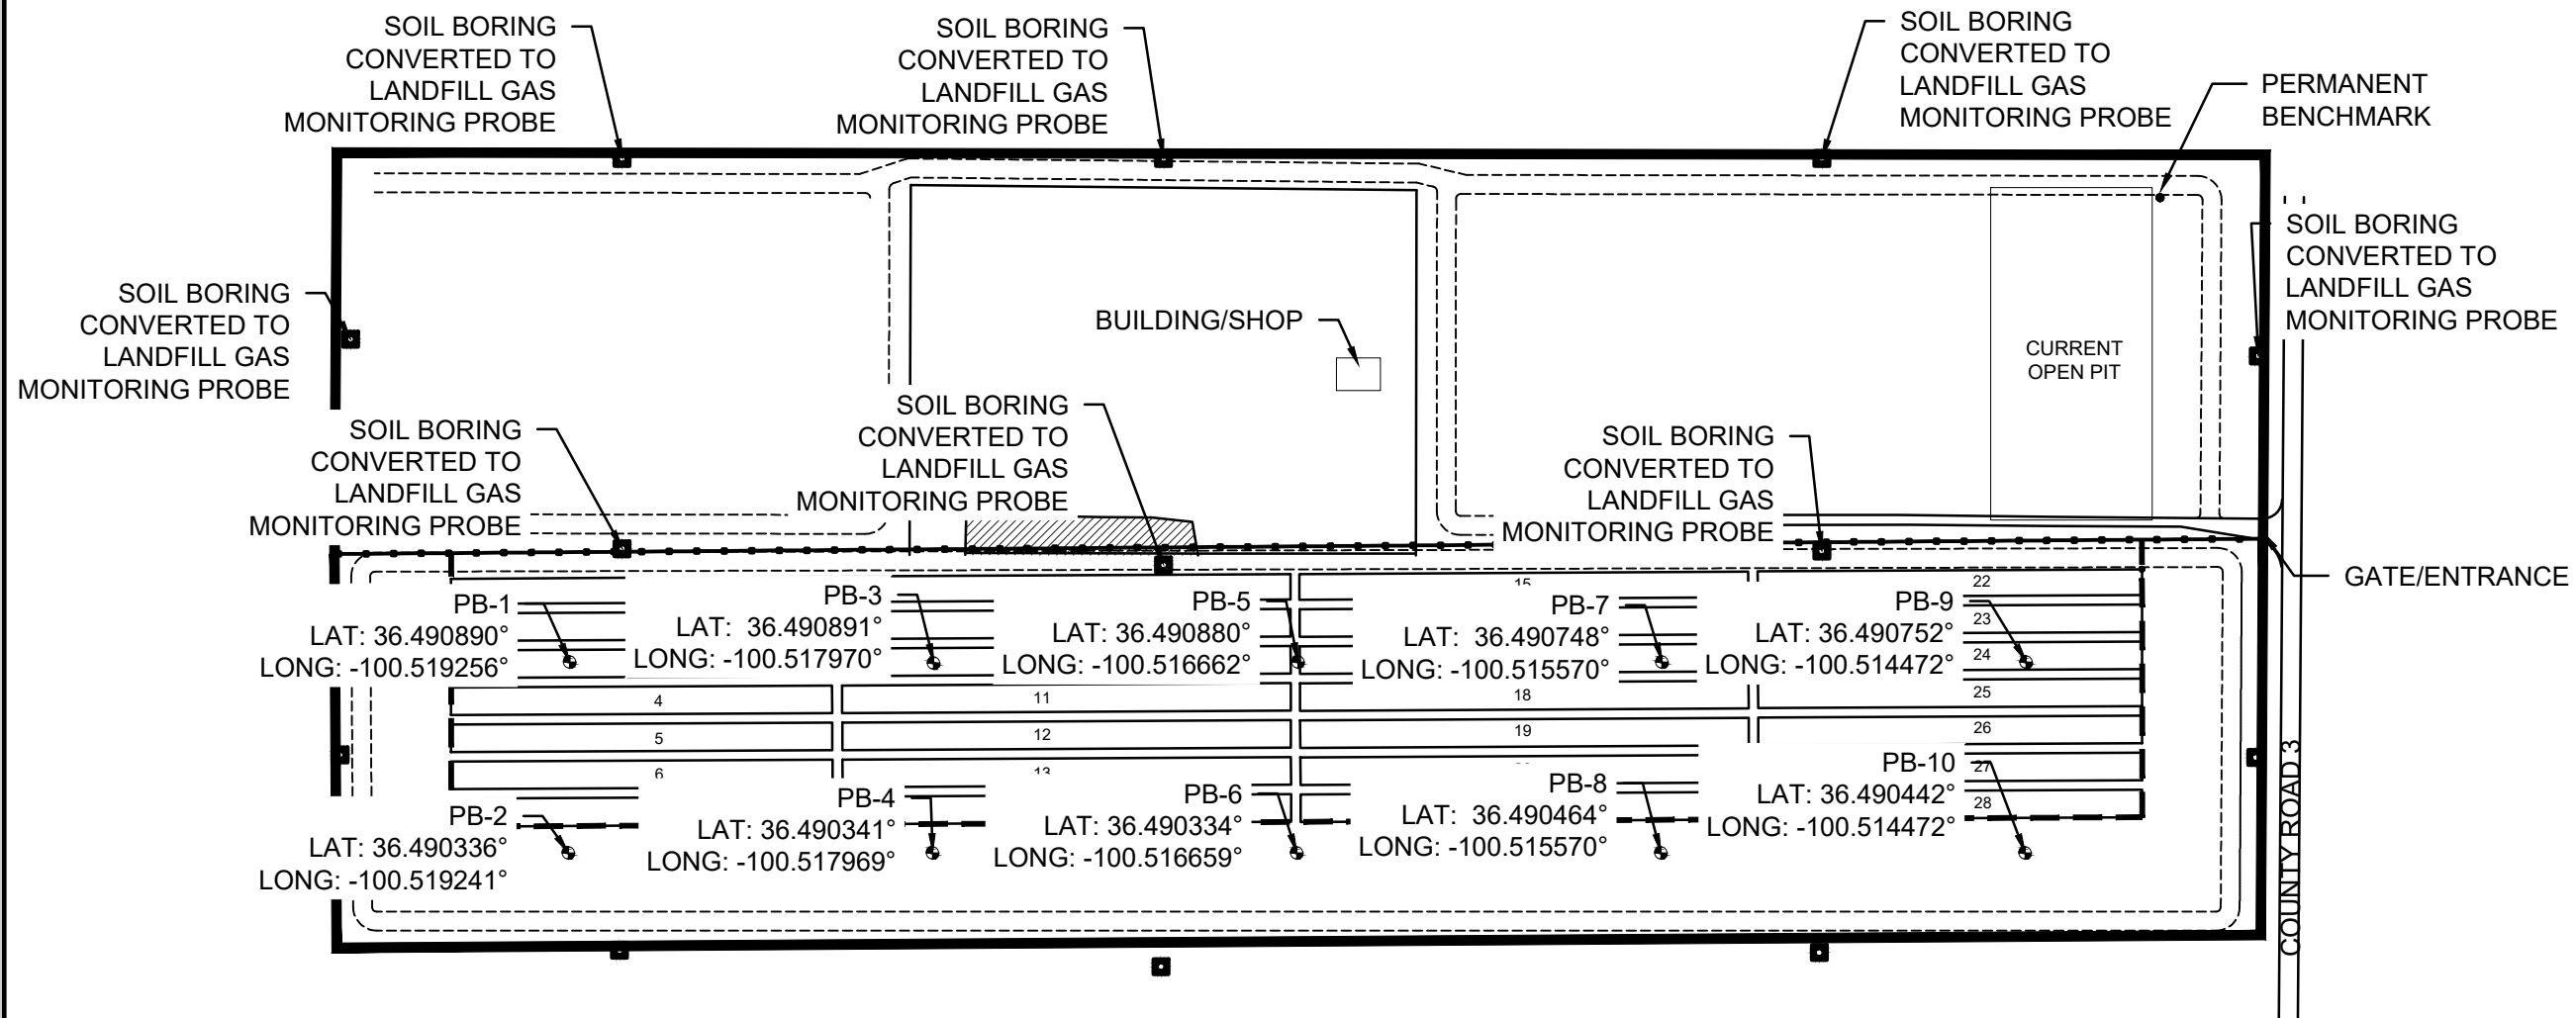 SOIL BORING
CONVERTED TO
LANDFILL GAS
MONITORING PROBE
SOIL BORING
CONVERTED TO
LANDFILL GAS
MONITORING PROBE
SOIL BORING
CONVERTED TO
LANDFILL GAS
MONITORING PROBE
PERMANENT
BENCHMARK
SOIL BORING
CONVERTED TO
LANDFILL GAS
MONITORING PROBE
SOIL BORING
CONVERTED TO
LANDFILL GAS
MONITORING PROBE
BUILDING/SHOP
CURRENT
OPEN PIT
SOIL BORING
CONVERTED TO
LANDFILL GAS
MONITORING PROBE
SOIL BORING
CONVERTED TO
LANDFILL GAS
MONITORING PROBE
SOIL BORING
CONVERTED TO
LANDFILL GAS
MONITORING PROBE
GATE/ENTRANCE
15
22
PB-1
LAT: 36.490890°
LONG: -100.519256°
PB-3
LAT: 36.490891°
LONG: -100.517970°
PB-5
LAT: 36.490880°
LONG: -100.516662°
PB-7
LAT: 36.490748°
LONG: -100.515570°
PB-9
LAT: 36.490752°
LONG: -100.514472°
23
24
4
11
18
25
5
12
19
26
6
13
27
28
PB-2
LAT: 36.490336°
LONG: -100.519241°
PB-4
LAT: 36.490341°
LONG: -100.517969°
PB-6
LAT: 36.490334°
LONG: -100.516659°
PB-8
LAT: 36.490464°
LONG: -100.515570°
PB-10
LAT: 36.490442°
LONG: -100.514472°
COUNTY ROAD 3